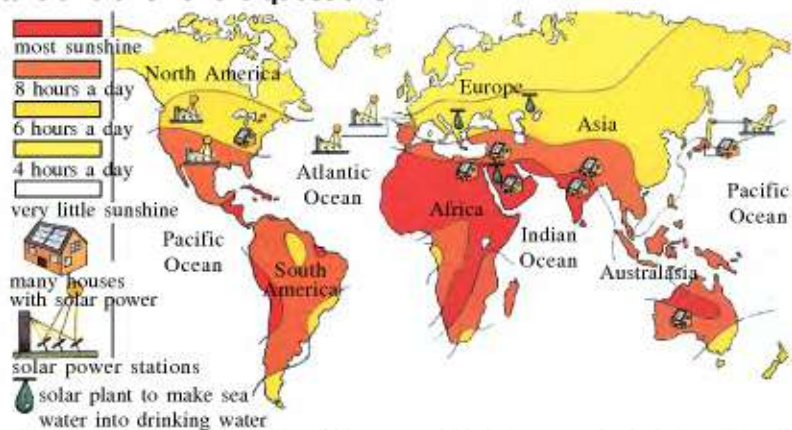 most sunshine
8 hours a day
6 hours a day
4 hours a day
very little sunshine
many houses
with solar power
solar power stations
solar plant to make sea
water into drinking water
North America
Europe
Asia
Atlantic
Ocean
Pacific
Ocean
Africa
Indian
Ocean
Pacific
Ocean
South
America
Australasia